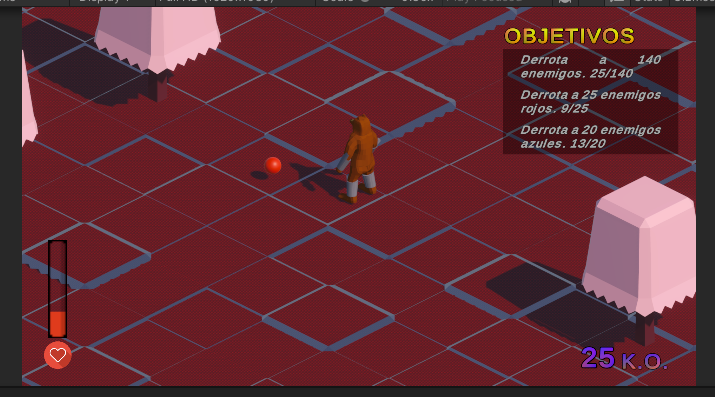 OBJETIVOS
Derrota a 140
enemigos. 25/140
Derrota a 25 enemigos
rojos. 9/25
Derrota a 20 enemigos
azules. 13/20
25 K.O.